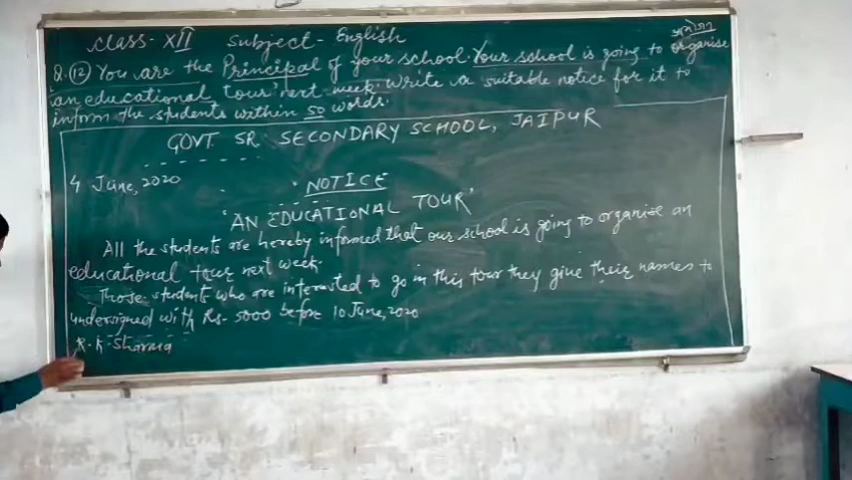 Class-XII Subject- English
Q.(12) You are the Principal of your school. Your school is going to organise
an educational tour next week. Write a suitable notice for it to
inform the students within 50 words.
GOVT. SR. SECONDARY SCHOOL, JAIPUR
4 June, 2020
NOTICE
'AN EDUCATIONAL TOUR'
All the students are hereby informed that our school is going to organise an
educational tour next week.
Those students who are interested to go in this tour they give their names to
undersigned with Rs- 5000 before 10 June, 2020
R.K. Sharma